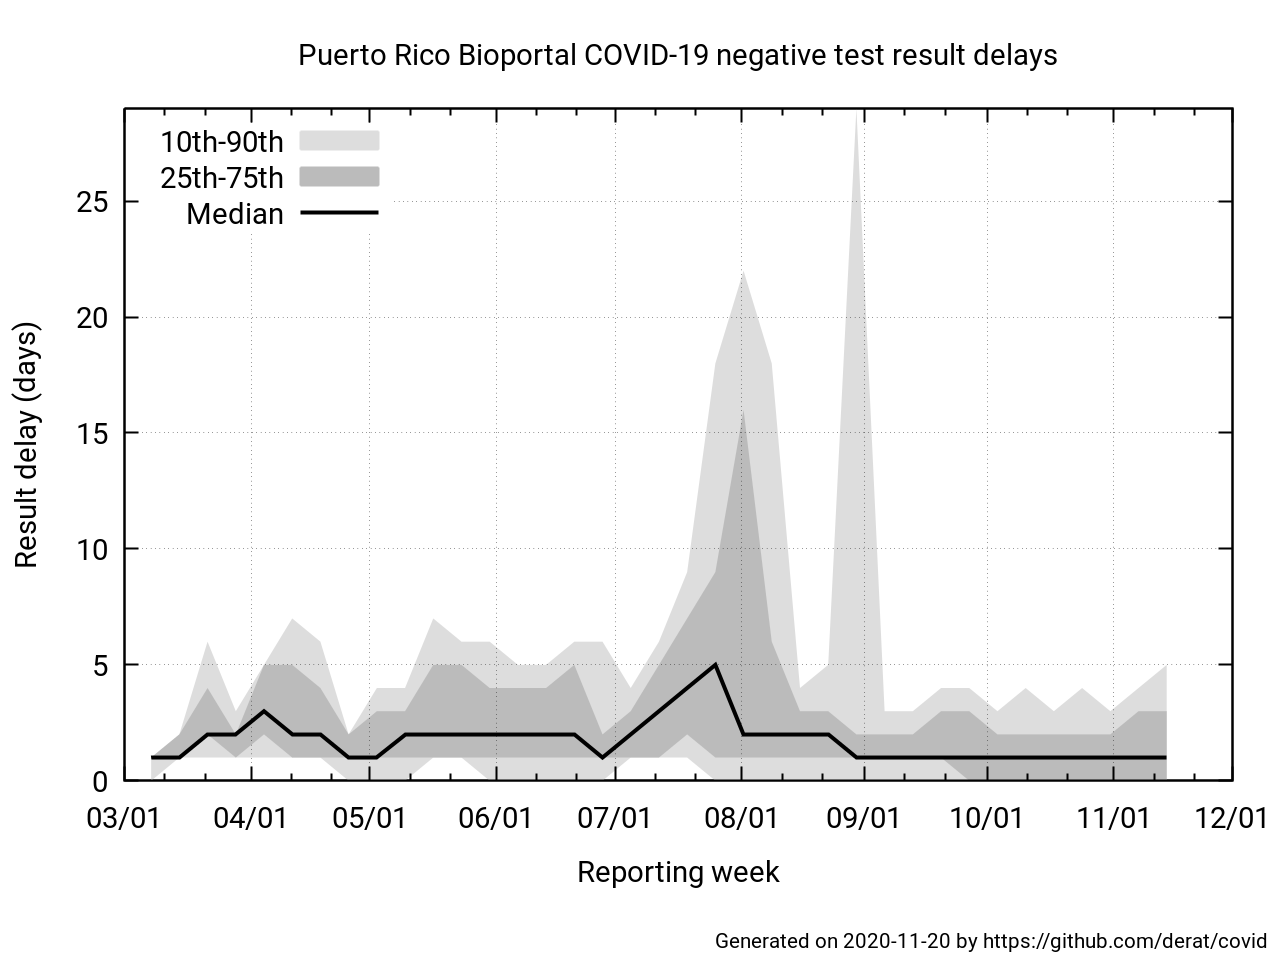 Puerto Rico Bioportal COVID-19 negative test result delays
10th-90th
25th-75th
Median
25
20
15
10
5
0
Result delay (days)
03/01 04/01 05/01 06/01 07/01 08/01 09/01 10/01 11/01 12/01
Reporting week
Generated on 2020-11-20 by https://github.com/derat/covid